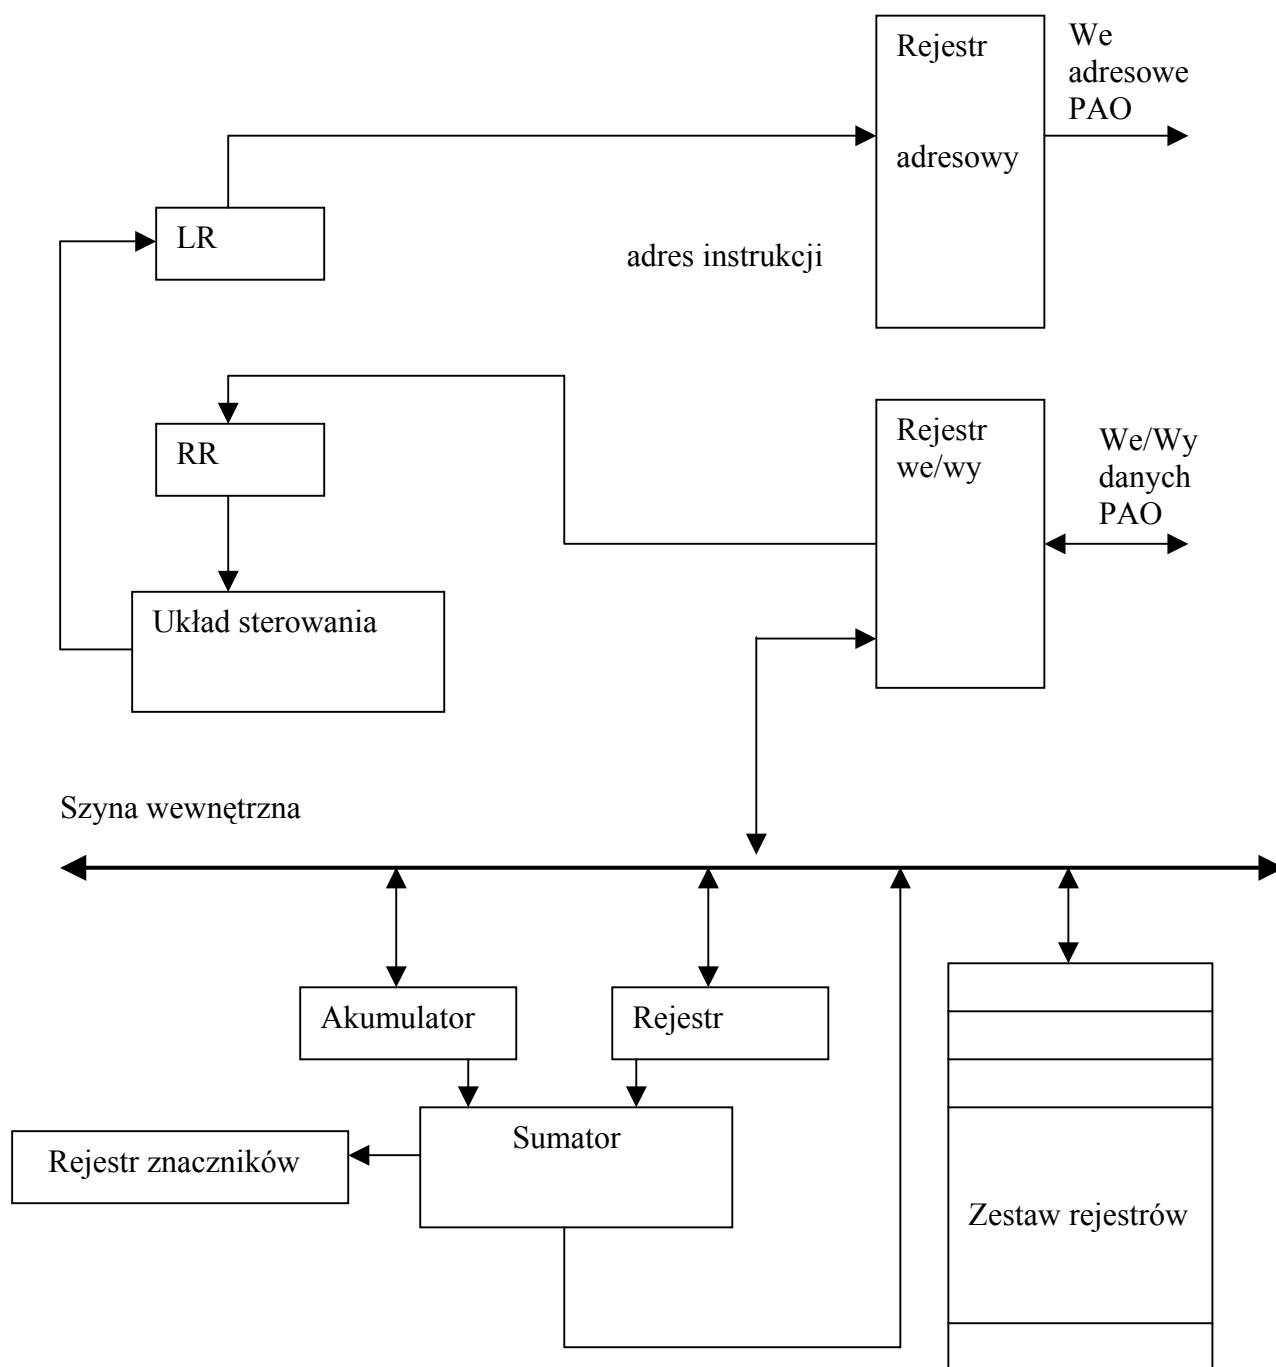 Rejestr
adresowy
We
adresowe
PAO
LR
adres instrukcji
RR
Rejestr
we/wy
We/Wy
danych
PAO
Układ sterowania
Szyna wewnętrzna
Akumulator
Rejestr
Sumator
Rejestr znaczników
Zestaw rejestrów